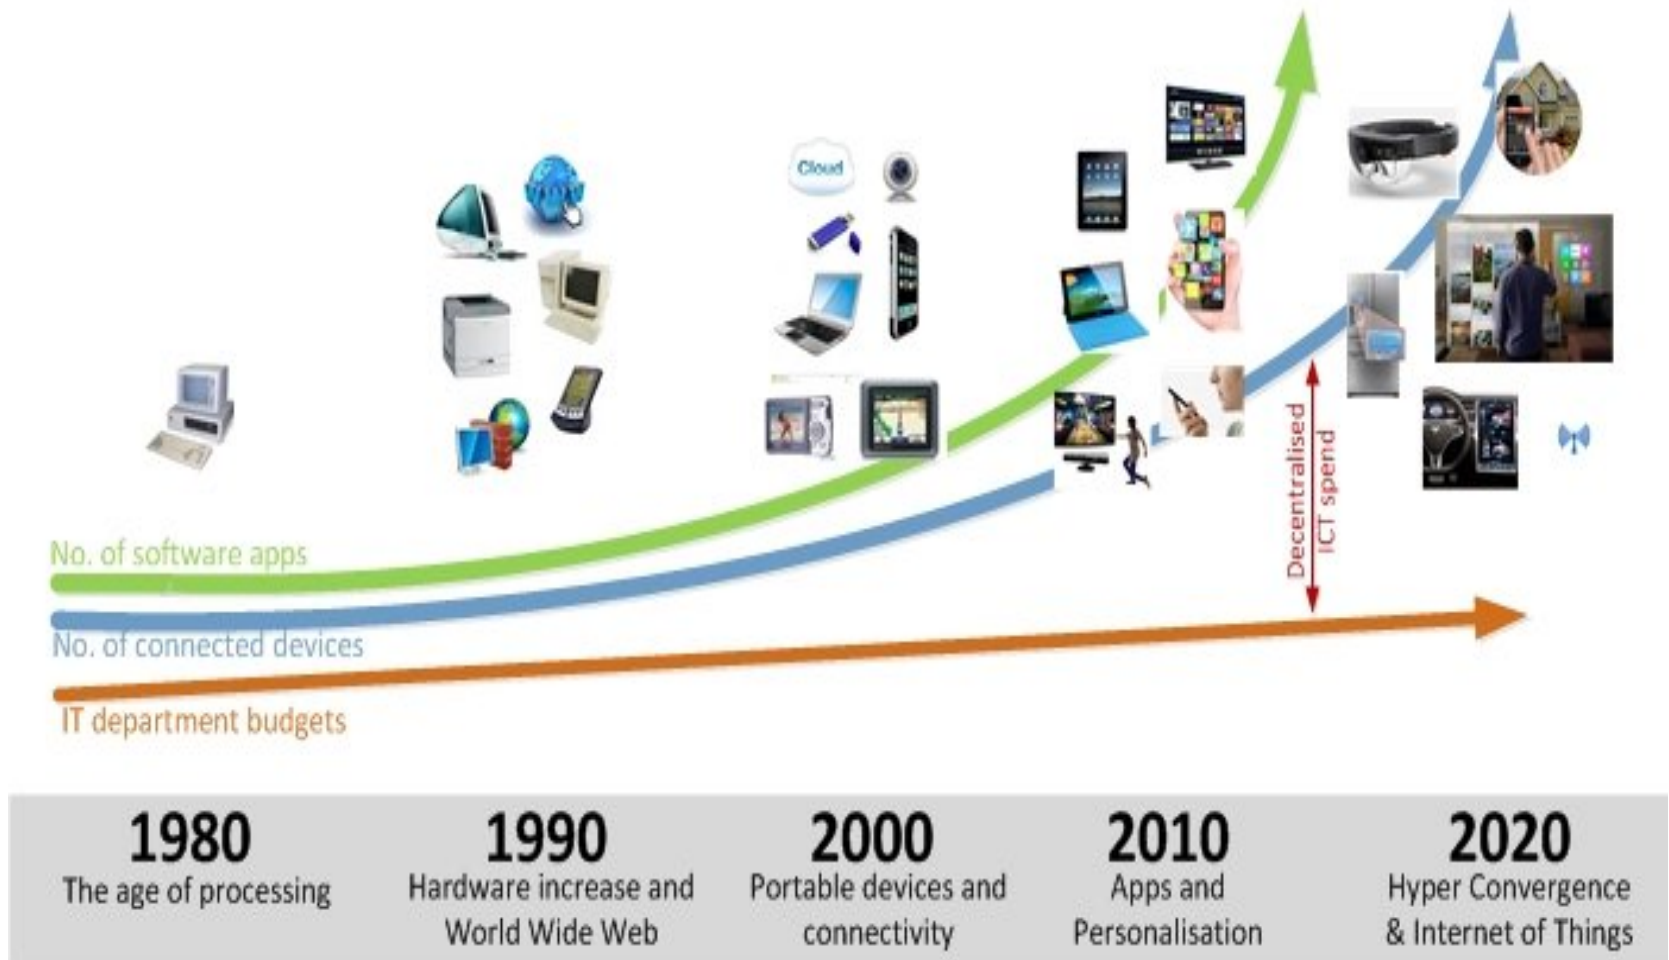 Cloud
No. of software apps
No. of connected devices
IT department budgets
Decentralised
ICT spend
1980
The age of processing
1990
Hardware increase and
World Wide Web
2000
Portable devices and
connectivity
2010
Apps and
Personalisation
2020
Hyper Convergence
& Internet of Things